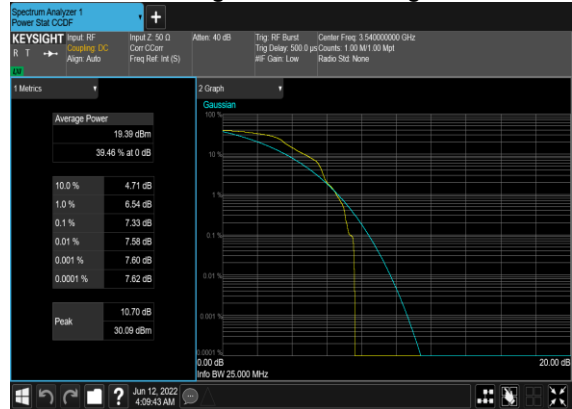 Spectrum Analyzer 1
Power Stat CCDF
KEYSIGHT
R T
Input: RF
Coupling: DC
Align: Auto
Input Z: 50 Ω
Corr CCorr
Freq Ref: Int (S)
Atten: 40 dB
Trig: RF Burst
Trig Delay: 500.0 µs
#IF Gain: Low
Center Freq: 3.540000000 GHz
Counts: 1.00 M/1.00 Mpt
Radio Std: None
1 Metrics
Average Power
19.39 dBm
39.46 % at 0 dB
10.0 % 4.71 dB
1.0 % 6.54 dB
0.1 % 7.33 dB
0.01 % 7.58 dB
0.001 % 7.60 dB
0.0001 % 7.62 dB
Peak
10.70 dB
30.09 dBm
2 Graph
Gaussian
100 %
10 %
1 %
0.1 %
0.01 %
0.001 %
0.0001 %
0.00 dB
20.00 dB
Info BW 25.000 MHz
?
Jun 12, 2022
4:09:43 AM